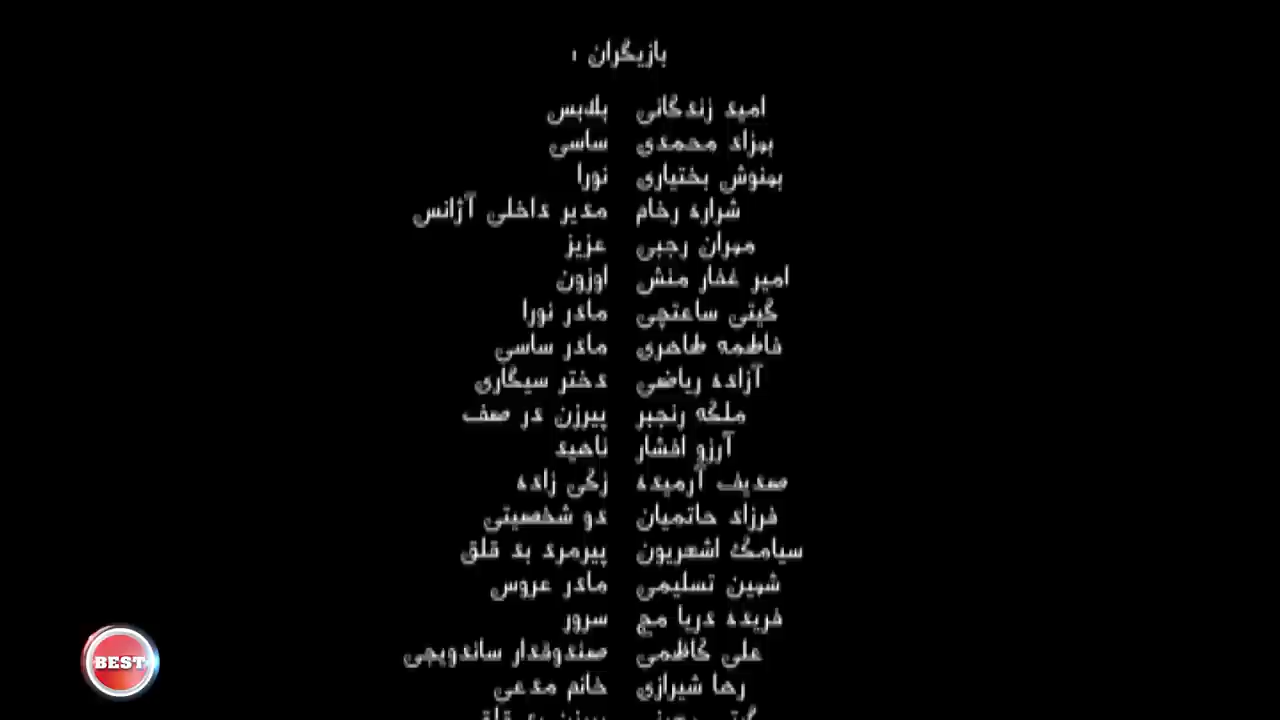 بازیگران :
امید زندگانی بلابس
بهزاد محمدی ساسی
بهنوش بختیاری نورا
شراره رخام مدیر داخلی آژانس
مهران رجبی عزیز
امیر غفار منش اوزون
گیتی ساعتچی مادر نورا
فاطمه طاهری مادر ساسی
آزاده ریاضی دختر سیگاری
ملکه رنجبر پیرزن در صف
آرزو افشار ناهید
صدیف آرمیده زکی زاده
فرزاد حاتمیان دو شخصیتی
سیامک اشعریون پیرمرد بد قلق
شهین تسلیمی مادر عروس
فریده دریا مج سرور
علی کاظمی صندوقدار ساندویچی
رضا شیرازی خانم مدعی
BEST